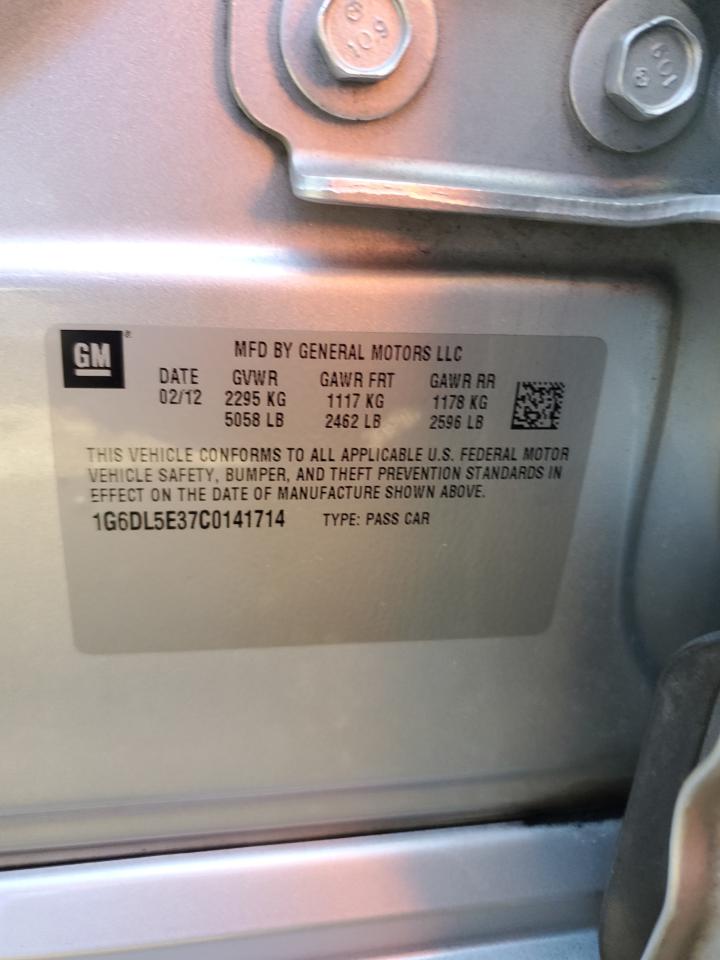 GM ®
MFD BY GENERAL MOTORS LLC
DATE GVWR GAWR FRT GAWR RR
02/12 2295 KG 1117 KG 1178 KG
5058 LB 2462 LB 2596 LB
THIS VEHICLE CONFORMS TO ALL APPLICABLE U.S. FEDERAL MOTOR
VEHICLE SAFETY, BUMPER, AND THEFT PREVENTION STANDARDS IN
EFFECT ON THE DATE OF MANUFACTURE SHOWN ABOVE.
1G6DL5E37C0141714 TYPE: PASS CAR